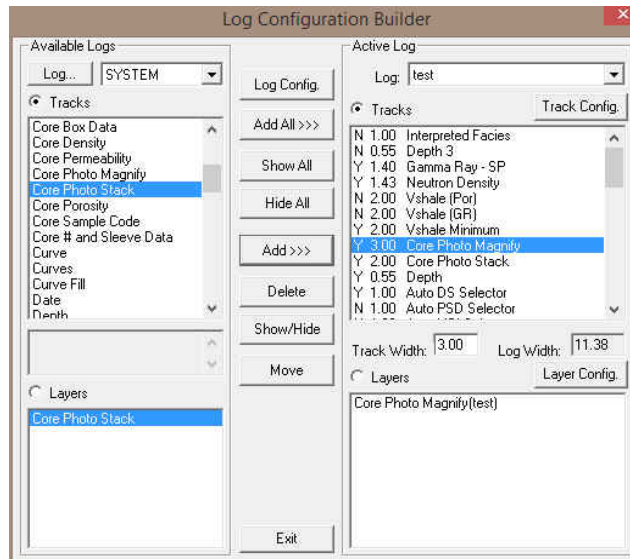 Log Configuration Builder
Available Logs
Log... SYSTEM
Tracks
Core Box Data
Core Density
Core Permeability
Core Photo Magnify
Core Photo Stack
Core Porosity
Core Sample Code
Core # and Sleeve Data
Curve
Curves
Curve Fill
Date
Depth
Layers
Core Photo Stack
Log Config.
Add All >>>
Show All
Hide All
Add >>>
Delete
Show/Hide
Move
Exit
Active Log
Log: test
Tracks Track Config.
N 1.00 Interpreted Facies
N 0.55 Depth 3
Y 1.40 Gamma Ray - SP
Y 1.43 Neutron Density
N 2.00 Vshale (Por)
N 2.00 Vshale (GR)
Y 2.00 Vshale Minimum
Y 3.00 Core Photo Magnify
Y 2.00 Core Photo Stack
Y 0.55 Depth
Y 1.00 Auto DS Selector
N 1.00 Auto PSD Selector
Track Width: 3.00 Log Width: 11.38
Layers Layer Config.
Core Photo Magnify(test)